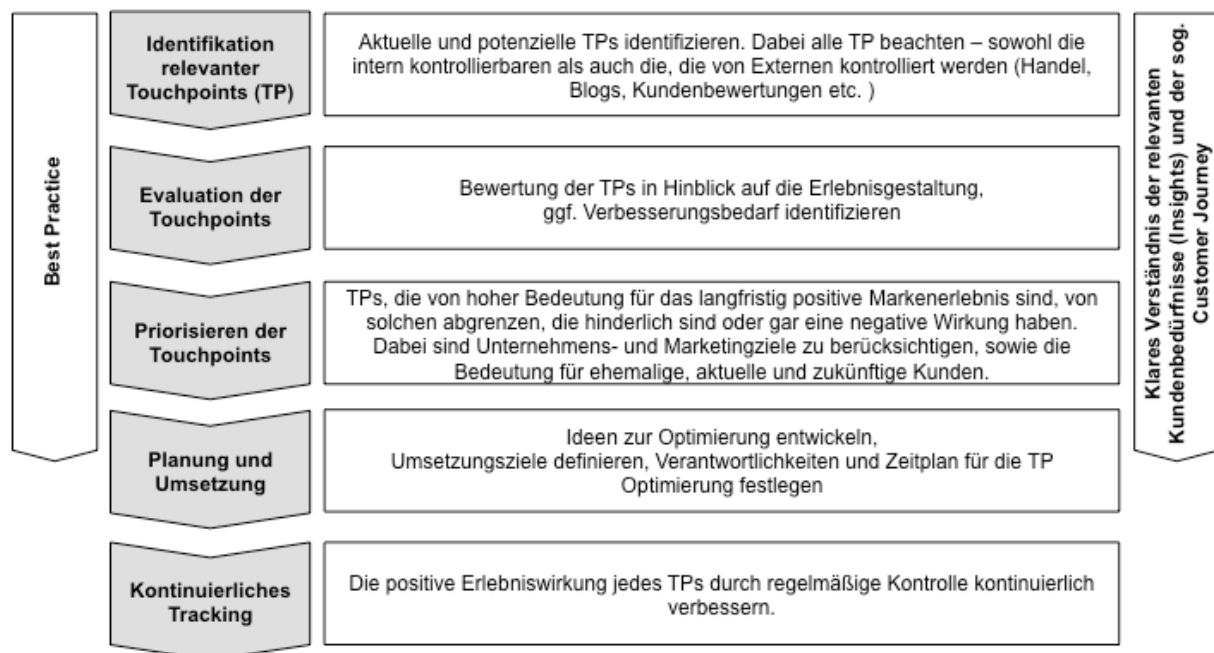 Identifikation
relevanter
Touchpoints (TP)
Aktuelle und potenzielle TPs identifizieren. Dabei alle TP beachten – sowohl die
intern kontrollierbaren als auch die, die von Externen kontrolliert werden (Handel,
Blogs, Kundenbewertungen etc. )
Evaluation der
Touchpoints
Bewertung der TPs in Hinblick auf die Erlebnisgestaltung,
ggf. Verbesserungsbedarf identifizieren
Priorisieren der
Touchpoints
TPs, die von hoher Bedeutung für das langfristig positive Markenerlebnis sind, von
solchen abgrenzen, die hinderlich sind oder gar eine negative Wirkung haben.
Dabei sind Unternehmens- und Marketingziele zu berücksichtigen, sowie die
Bedeutung für ehemalige, aktuelle und zukünftige Kunden.
Planung und
Umsetzung
Ideen zur Optimierung entwickeln,
Umsetzungsziele definieren, Verantwortlichkeiten und Zeitplan für die TP
Optimierung festlegen
Kontinuierliches
Tracking
Die positive Erlebniswirkung jedes TPs durch regelmäßige Kontrolle kontinuierlich
verbessern.
Best Practice
Klares Verständnis der relevanten
Kundenbedürfnisse (Insights) und der sog.
Customer Journey